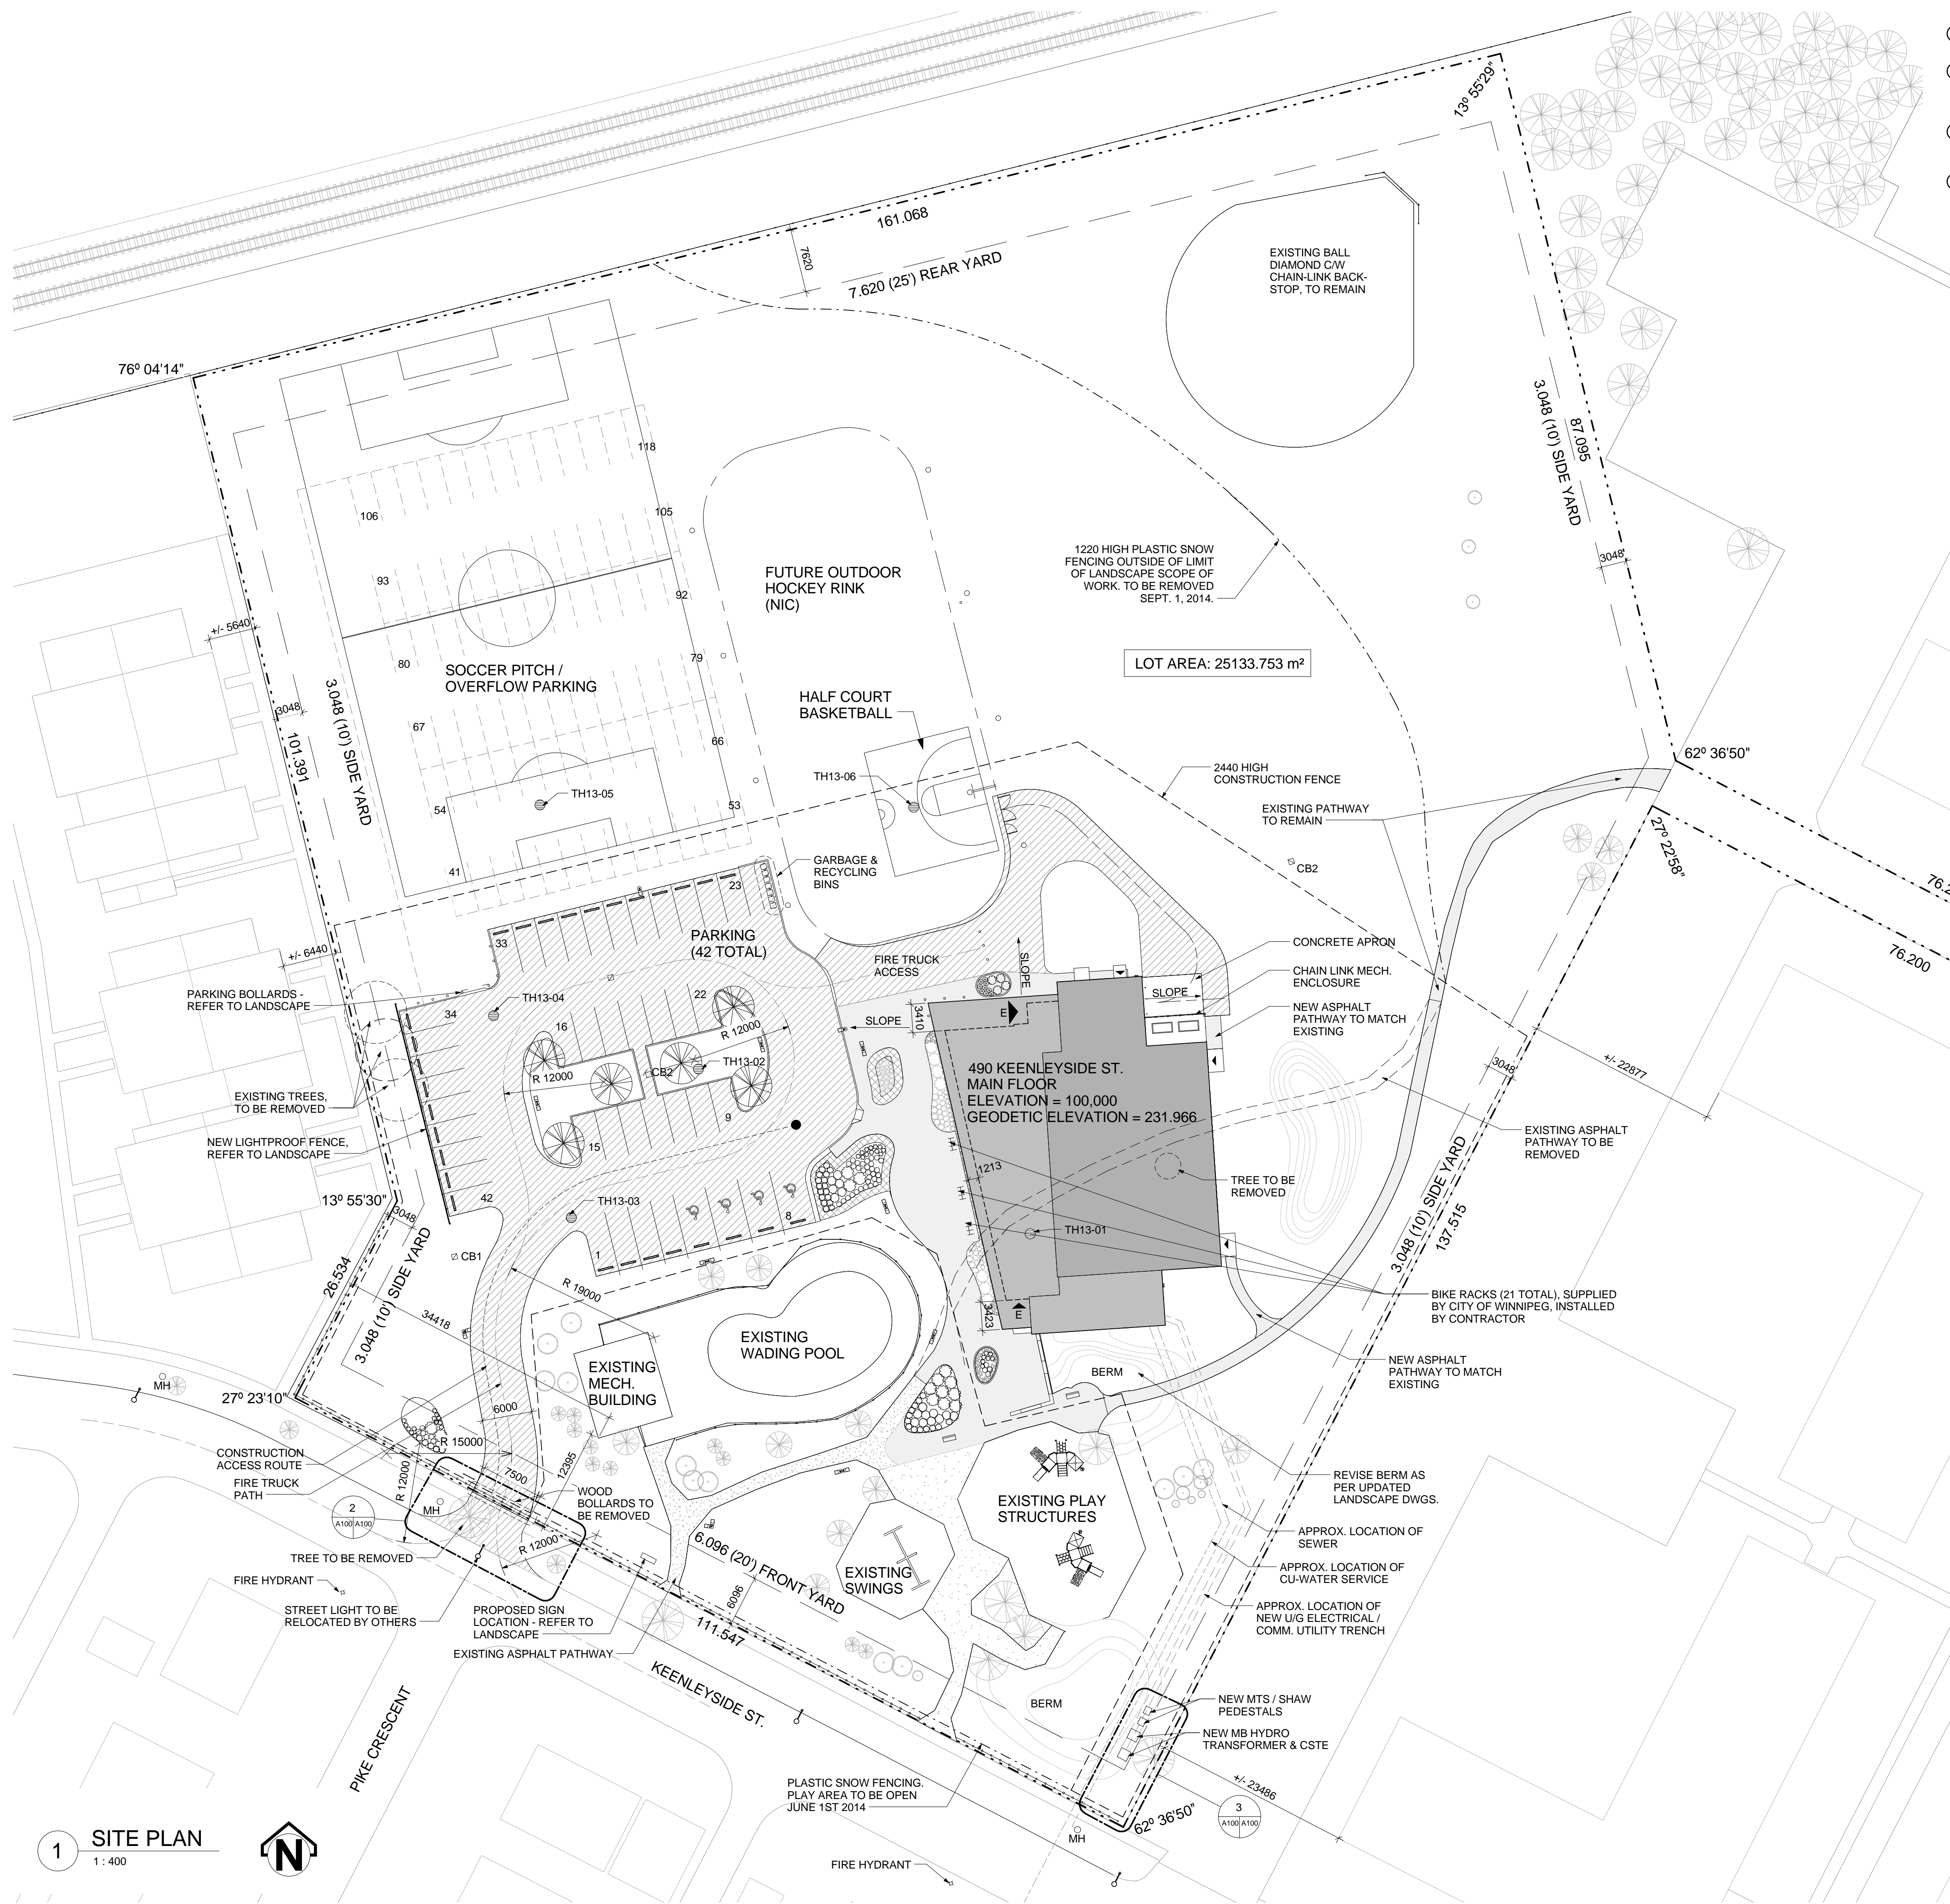 13º 55'29"
161.068
7620
7.620 (25') REAR YARD
EXISTING BALL
DIAMOND C/W
CHAIN-LINK BACK-
STOP, TO REMAIN
76º 04'14"
3.048 (10') SIDE YARD
87.095
3048
118
106
105
93
92
80
79
67
66
54
53
41
FUTURE OUTDOOR
HOCKEY RINK
(NIC)
1220 HIGH PLASTIC SNOW
FENCING OUTSIDE OF LIMIT
OF LANDSCAPE SCOPE OF
WORK. TO BE REMOVED
SEPT. 1, 2014.
+/- 5640
SOCCER PITCH /
OVERFLOW PARKING
LOT AREA: 25133.753 m²
3048
101.391
3.048 (10') SIDE YARD
HALF COURT
BASKETBALL
TH13-06
TH13-05
62º 36'50"
2440 HIGH
CONSTRUCTION FENCE
EXISTING PATHWAY
TO REMAIN
27º 22'58"
GARBAGE &
RECYCLING
BINS
CB2
76.2
76.200
23
33
PARKING
(42 TOTAL)
+/- 6440
FIRE TRUCK
ACCESS
SLOPE
CONCRETE APRON
CHAIN LINK MECH.
ENCLOSURE
SLOPE
NEW ASPHALT
PATHWAY TO MATCH
EXISTING
PARKING BOLLARDS -
REFER TO LANDSCAPE
TH13-04
34
22
16
SLOPE
3410
E
R 12000
TH13-02
CB2
R 12000
9
15
490 KEENLEYSIDE ST.
MAIN FLOOR
ELEVATION = 100,000
GEODETIC ELEVATION = 231.966
3048
+/- 22877
EXISTING TREES,
TO BE REMOVED
NEW LIGHTPROOF FENCE,
REFER TO LANDSCAPE
EXISTING ASPHALT
PATHWAY TO BE
REMOVED
1213
TREE TO BE
REMOVED
13º 55'30"
3048
42
TH13-03
8
1
TH13-01
3.048 (10') SIDE YARD
137.515
CB1
26.534
3.048 (10') SIDE YARD
34418
R 19000
3423
E
BIKE RACKS (21 TOTAL), SUPPLIED
BY CITY OF WINNIPEG, INSTALLED
BY CONTRACTOR
EXISTING
WADING POOL
EXISTING
MECH.
BUILDING
BERM
NEW ASPHALT
PATHWAY TO MATCH
EXISTING
MH
27º 23'10"
6000
R 15000
CONSTRUCTION
ACCESS ROUTE
FIRE TRUCK
PATH
R 12000
7500
12395
WOOD
BOLLARDS TO
BE REMOVED
2
A100 A100
MH
R 12000
TREE TO BE REMOVED
FIRE HYDRANT
STREET LIGHT TO BE
RELOCATED BY OTHERS
PROPOSED SIGN
LOCATION - REFER TO
LANDSCAPE
EXISTING ASPHALT PATHWAY
6.096 (20') FRONT YARD
6096
111.547
EXISTING
SWINGS
EXISTING PLAY
STRUCTURES
REVISE BERM AS
PER UPDATED
LANDSCAPE DWGS.
APPROX. LOCATION OF
SEWER
APPROX. LOCATION OF
CU-WATER SERVICE
APPROX. LOCATION OF
NEW U/G ELECTRICAL /
COMM. UTILITY TRENCH
KEENLEYSIDE ST.
PIKE CRESCENT
BERM
NEW MTS / SHAW
PEDESTALS
NEW MB HYDRO
TRANSFORMER & CSTE
PLASTIC SNOW FENCING.
PLAY AREA TO BE OPEN
JUNE 1ST 2014
+/- 23486
3
A100 A100
62º 36'50"
MH
FIRE HYDRANT
1
SITE PLAN
1 : 400
N